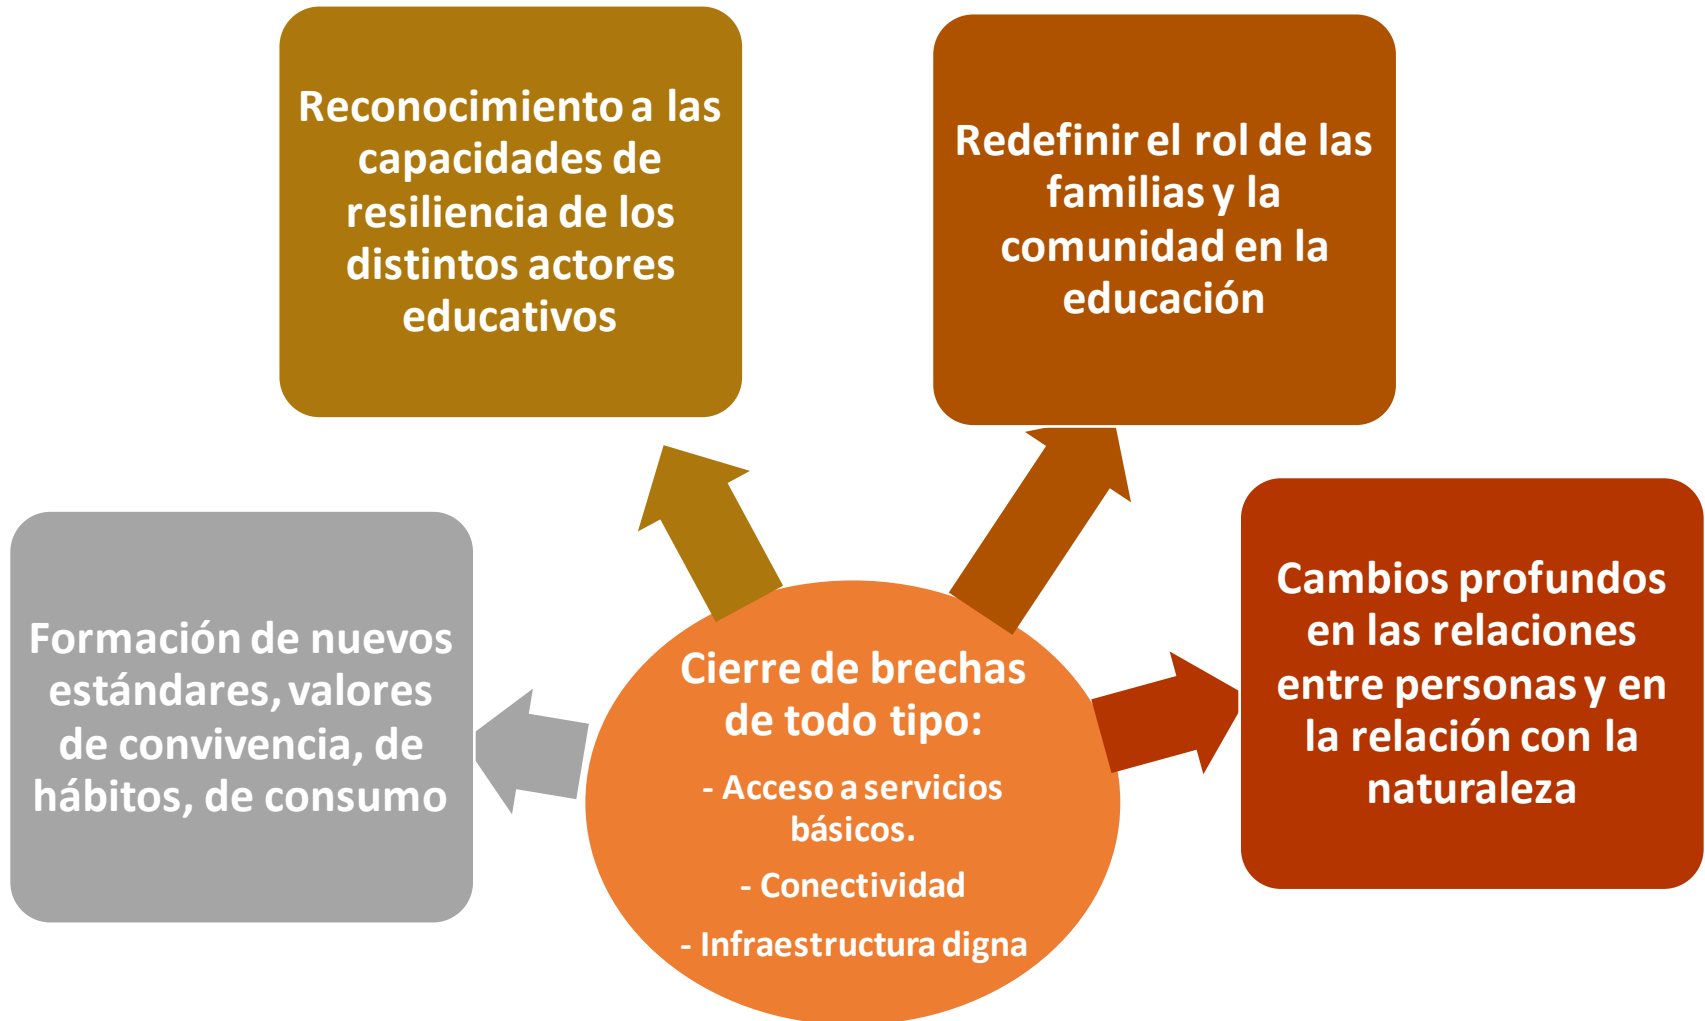 Reconocimiento a las
capacidades de
resiliencia de los
distintos actores
educativos
Redefinir el rol de las
familias y la
comunidad en la
educación
Formación de nuevos
estándares, valores
de convivencia, de
hábitos, de consumo
Cierre de brechas
de todo tipo:
- Acceso a servicios
básicos.
- Conectividad
- Infraestructura digna
Cambios profundos
en las relaciones
entre personas y en
la relación con la
naturaleza